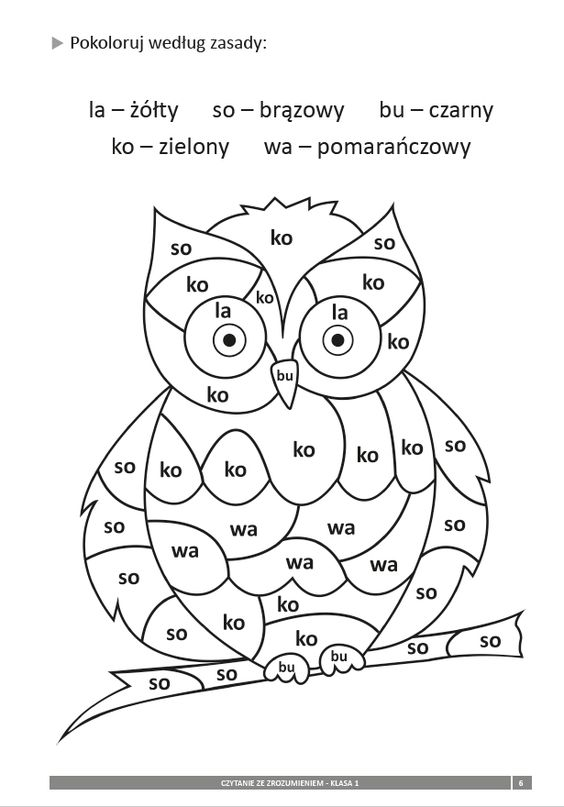 Pokoloruj według zasady:
la – żółty so – brązowy bu – czarny
ko – zielony wa – pomarańczowy
ko
so
so
ko
ko
ko
la
la
ko
bu
ko
ko
ko
ko
so
ko
so
ko
ko
so
wa
wa
so
wa
wa
wa
so
so
ko
ko
so
ko
so
so
bu
bu
so
so
CZYTANIE ZE ZROZUMIENIEM - KLASA 1 6